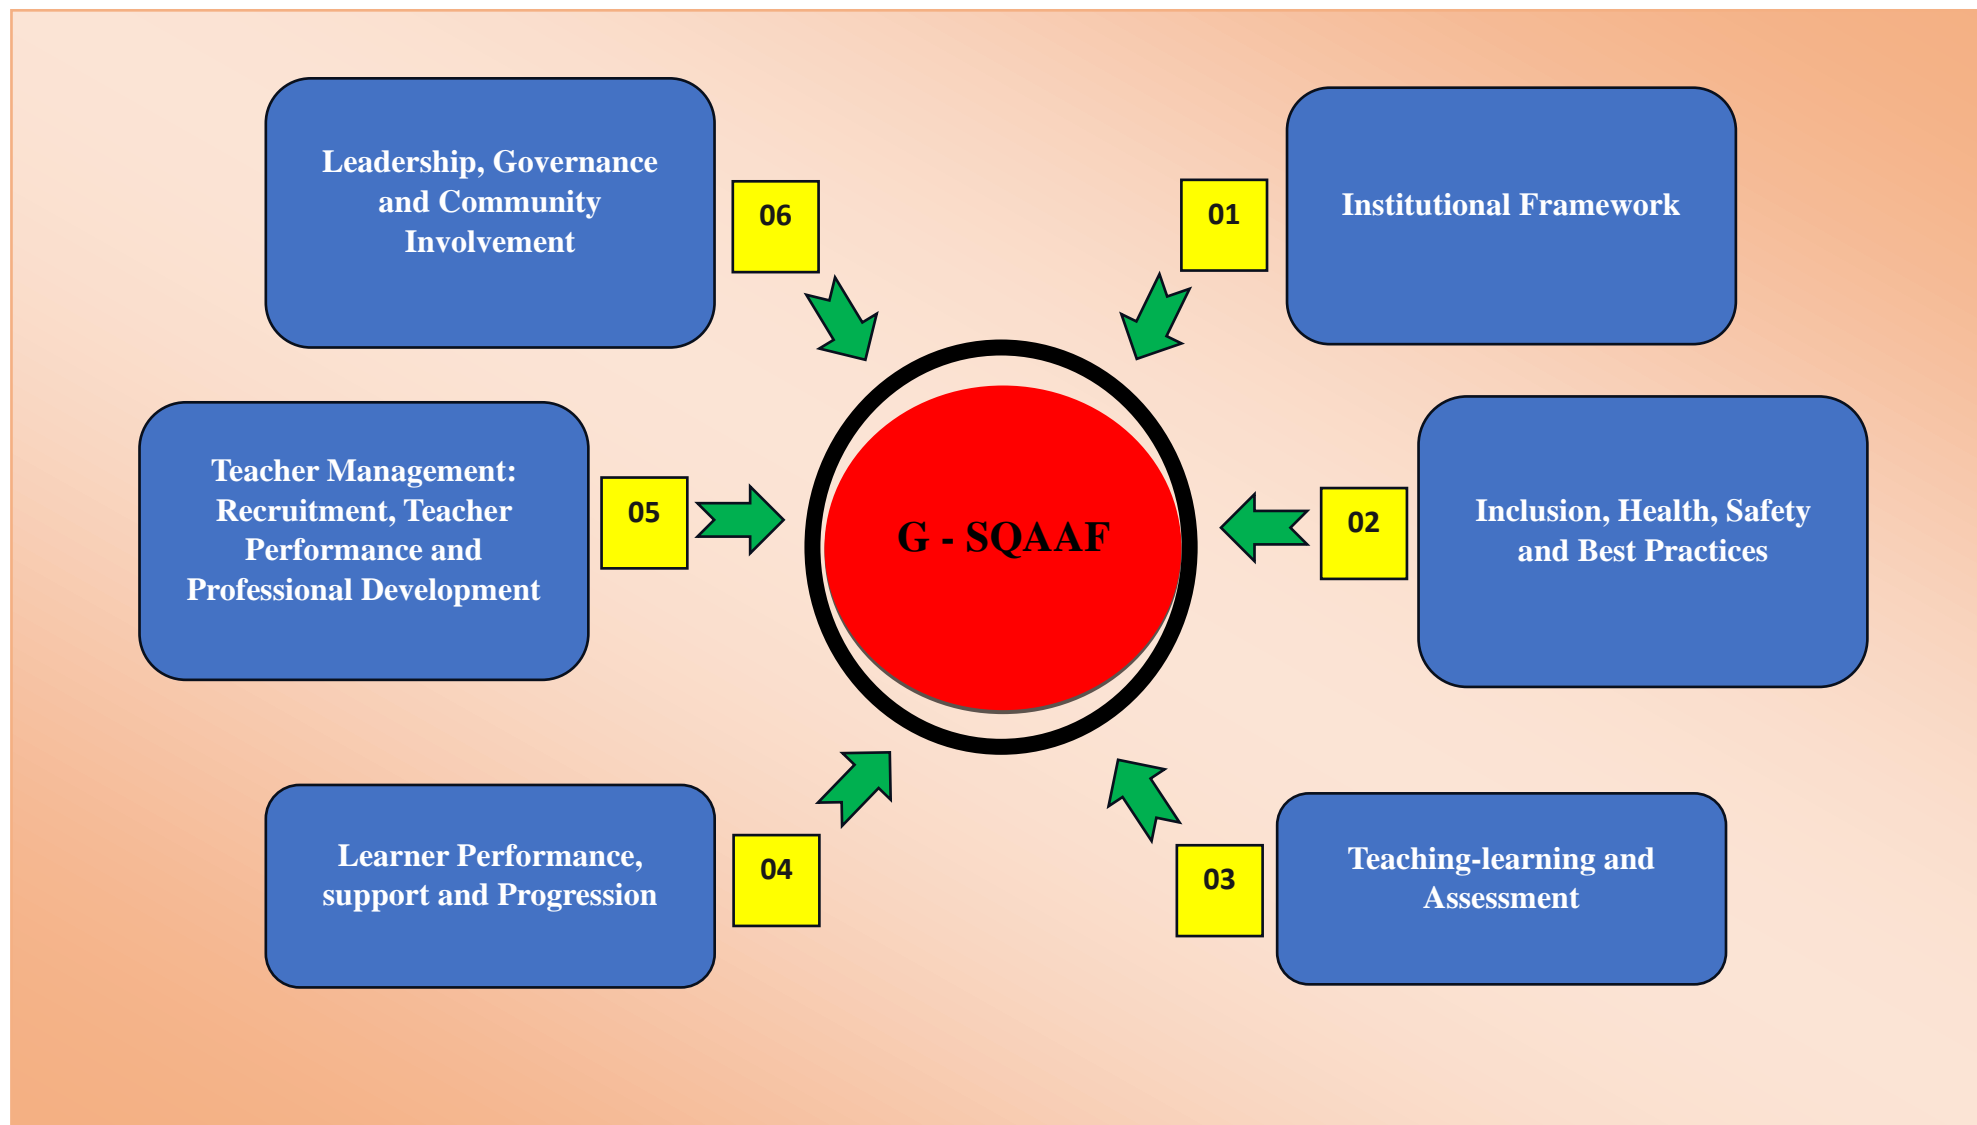 Leadership, Governance
and Community
Involvement
06
01
Institutional Framework
Teacher Management:
Recruitment, Teacher
Performance and
Professional Development
05
G - SQAAF
02
Inclusion, Health, Safety
and Best Practices
Learner Performance,
support and Progression
04
03
Teaching-learning and
Assessment